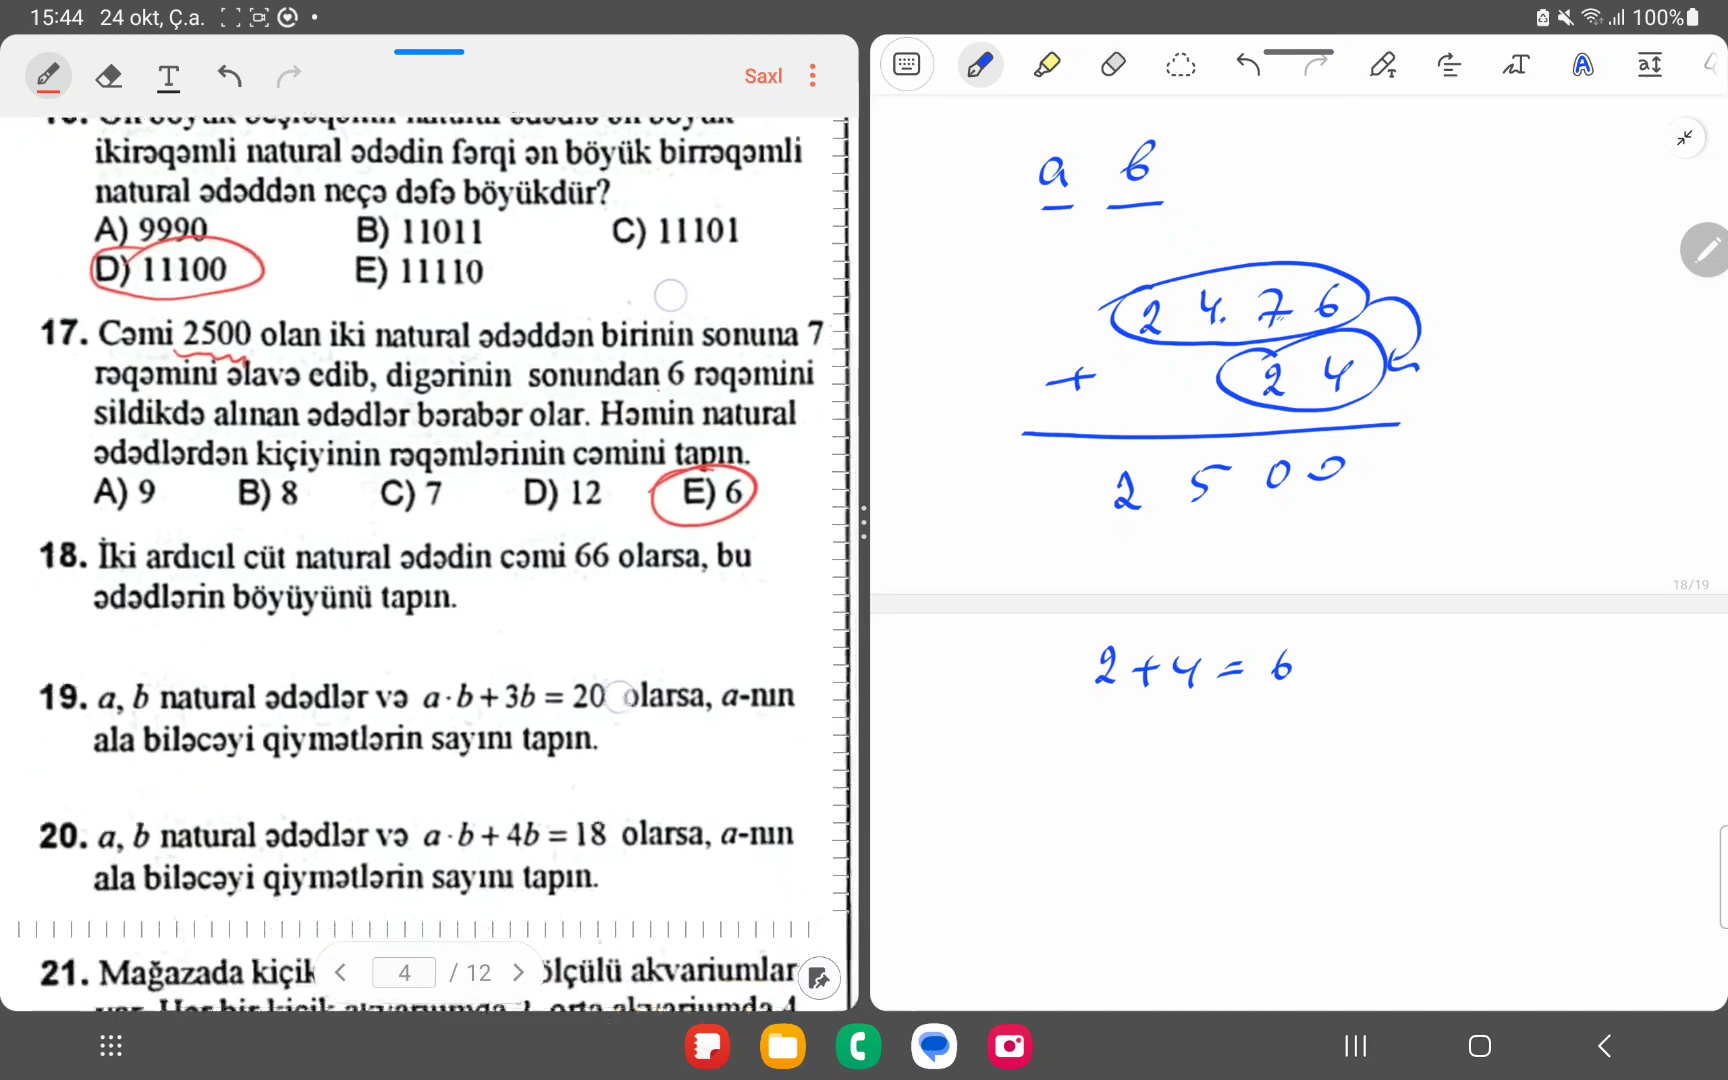 15:44 24 okt, Ç.a.
100%
Saxl
ikirəqəmli natural ədədin fərqi ən böyük birrəqəmli
natural ədəddən neçə dəfə böyükdür?
A) 9990 B) 11011 C) 11101
D) 11100 E) 11110
17. Cəmi 2500 olan iki natural ədəddən birinin sonuna 7
rəqəmini əlavə edib, digərinin sonundan 6 rəqəmini
sildikdə alınan ədədlər bərabər olar. Həmin natural
ədədlərdən kiçiyinin rəqəmlərinin cəmini tapın.
A) 9 B) 8 C) 7 D) 12 E) 6
18. İki ardıcıl cüt natural ədədin cəmi 66 olarsa, bu
ədədlərin böyüyünü tapın.
19. a, b natural ədədlər və a·b+3b = 20 olarsa, a-nın
ala biləcəyi qiymətlərin sayını tapın.
20. a, b natural ədədlər və a·b+4b = 18 olarsa, a-nın
ala biləcəyi qiymətlərin sayını tapın.
21. Mağazada kiçik ölçülü akvariumlar
4 / 12
a b
2 4 7 6
+ 2 4
2 5 0 0
18/19
2+4=6